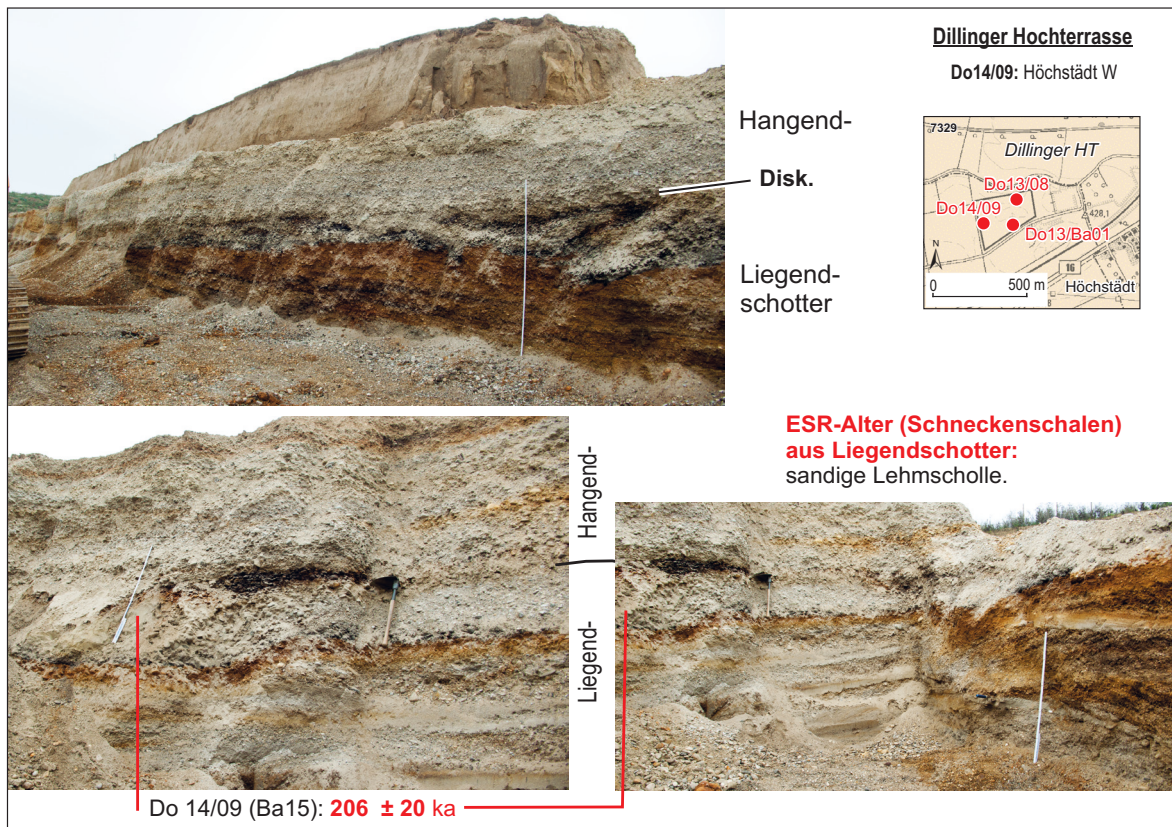 Dillinger Hochterrasse
Do14/09: Höchstädt W
Hangend-
Disk.
Liegend-
schotter
7329
Dillinger HT
Do13/08
Do14/09
428,1
Do13/Ba01
N
16
0
500 m
Höchstädt
ESR-Alter (Schneckenschalen)
aus Liegendschotter:
sandige Lehmscholle.
Hangend-
Liegend-
Do 14/09 (Ba15): 206 ± 20 ka